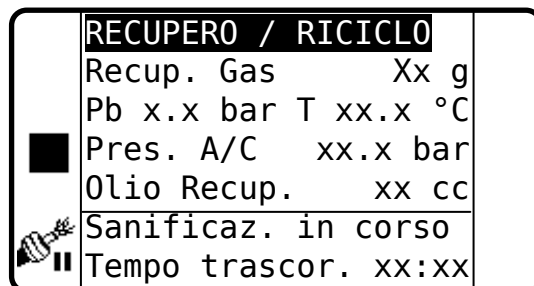 RECUPERO / RICICLO
Recup. Gas Xx g
Pb x.x bar T xx.x °C
Pres. A/C xx.x bar
Olio Recup. xx cc
Sanificaz. in corso
Tempo trascor. xx:xx